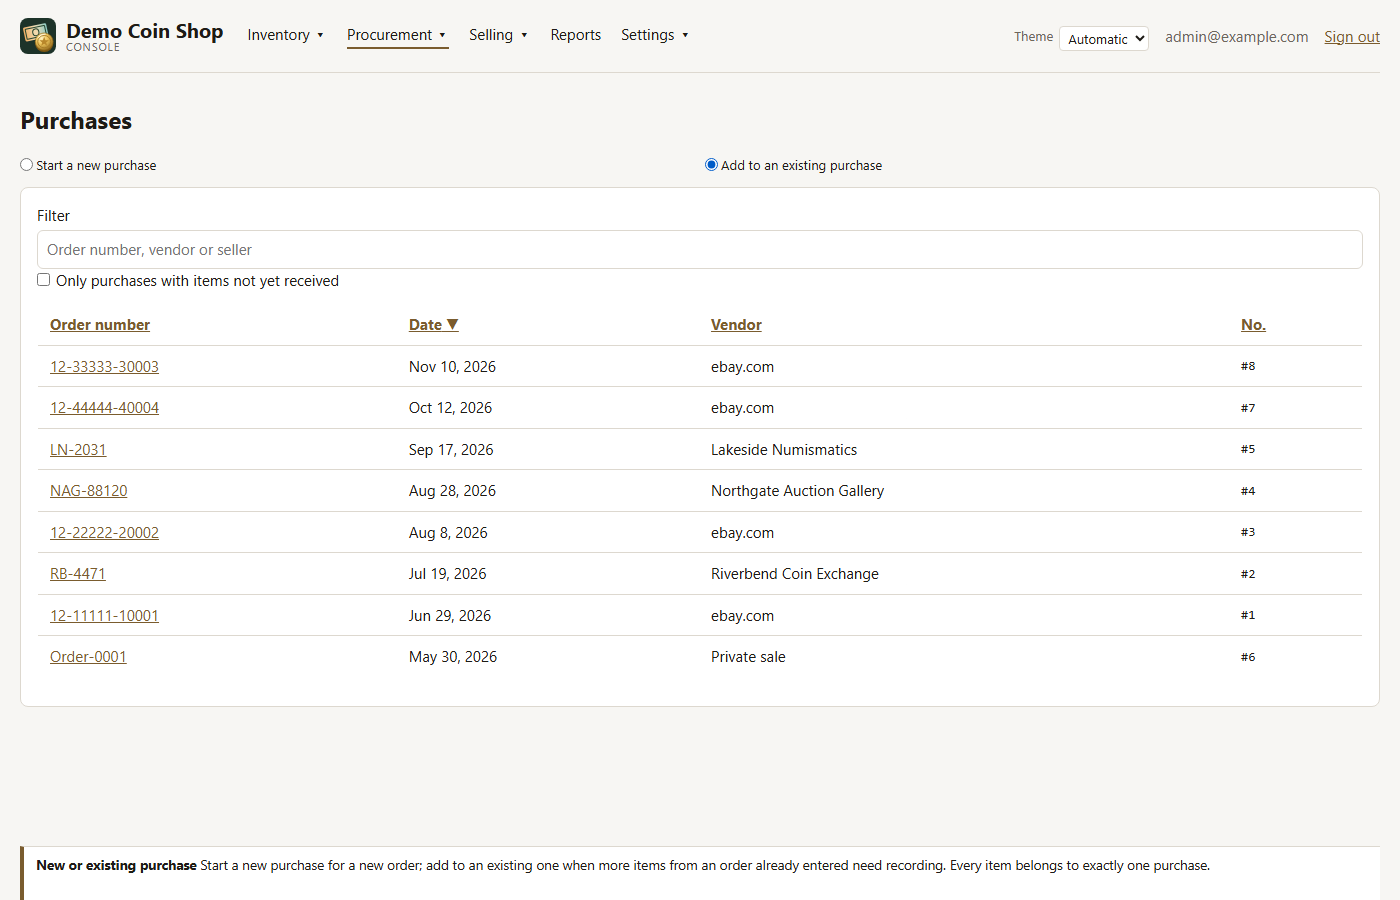 Demo Coin Shop
CONSOLE
Inventory ▼ Procurement ▼ Selling ▼ Reports Settings ▼
Theme Automatic admin@example.com Sign out
Purchases
Start a new purchase
Add to an existing purchase
Filter
Order number, vendor or seller
Only purchases with items not yet received
Order number Date ▼ Vendor No.
12-33333-30003 Nov 10, 2026 ebay.com #8
12-44444-40004 Oct 12, 2026 ebay.com #7
LN-2031 Sep 17, 2026 Lakeside Numismatics #5
NAG-88120 Aug 28, 2026 Northgate Auction Gallery #4
12-22222-20002 Aug 8, 2026 ebay.com #3
RB-4471 Jul 19, 2026 Riverbend Coin Exchange #2
12-11111-10001 Jun 29, 2026 ebay.com #1
Order-0001 May 30, 2026 Private sale #6
New or existing purchase Start a new purchase for a new order; add to an existing one when more items from an order already entered need recording. Every item belongs to exactly one purchase.